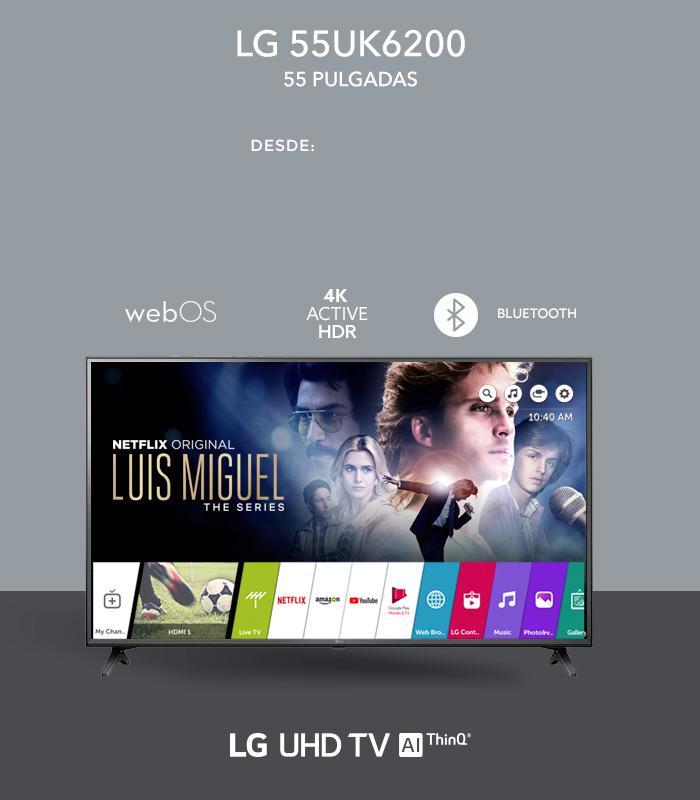 LG 55UK6200
55 PULGADAS
DESDE:
webOS
4K
ACTIVE
HDR
BLUETOOTH
10:40 AM
NETFLIX ORIGINAL
LUIS MIGUEL
THE SERIES
My Chan..
HDMI 1
Live TV
NETFLIX
amazon
YouTube
Google Play
Movies & TV
Web Bro..
LG Cont..
Music
Photo&v..
Gallery
LG
LG UHD TV AI ThinQ®